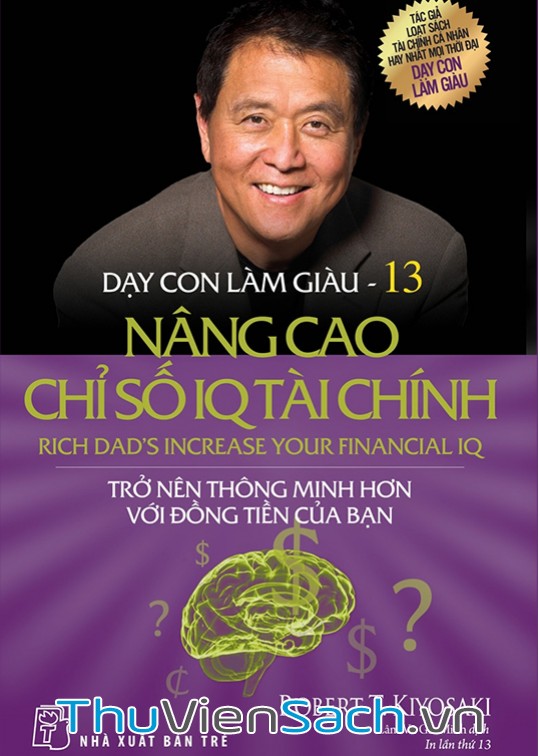 TÁC GIẢ
LOẠT SÁCH
TÀI CHÍNH CÁ NHÂN
HAY NHẤT MỌI THỜI ĐẠI
DẠY CON
LÀM GIÀU
DẠY CON LÀM GIÀU - 13
NÂNG CAO
CHỈ SỐ IQ TÀI CHÍNH
RICH DAD'S INCREASE YOUR FINANCIAL IQ
TRỞ NÊN THÔNG MINH HƠN
VỚI ĐỒNG TIỀN CỦA BẠN
$ $ ? ? $ ¢
ROBERT T. KIYOSAKI
ThuVienSach.vn
dịch
NHÀ XUẤT BẢN TRẺ
In lần thứ 13